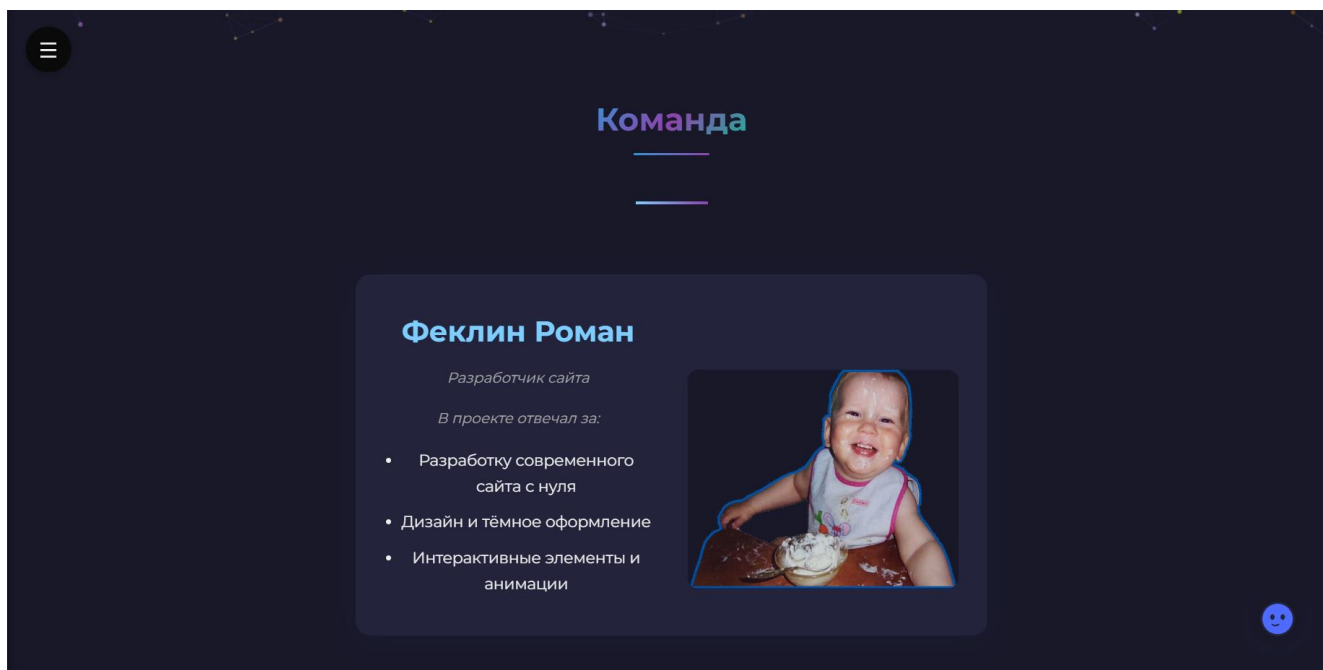 Команда
Феклин Роман
Разработчик сайта
В проекте отвечал за:
• Разработку современного
сайта с нуля
• Дизайн и тёмное оформление
• Интерактивные элементы и
анимации